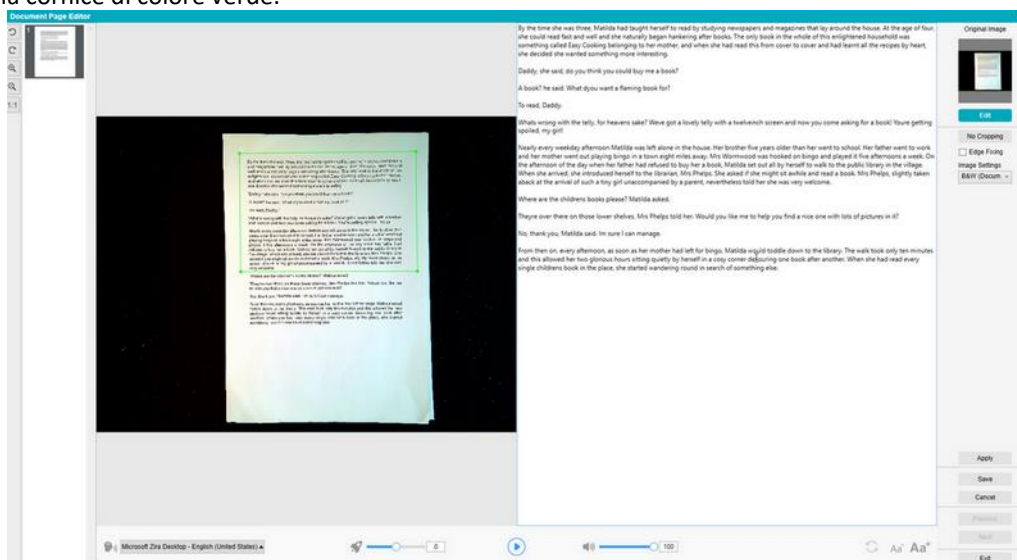 la cornice di colore verde.
Document Page Editor
1
1:1
By the time she was three, Matilda had taught herself to read by studying newspapers and magazines that lay around the house. At the age of four,
she could read fast and well and she naturally began hankering after books. The only book in the whole of this enlightened household was
something called Easy Cooking belonging to her mother, and when she had read this from cover to cover and had learnt all the recipes by heart,
she decided she wanted something more interesting.
Daddy, she said, do you think you could buy me a book?
A book? he said. What dyou want a flaming book for?
To read, Daddy.
Whats wrong with the telly, for heavens sake? Weve got a lovely telly with a twelveinch screen and now you come asking for a book! Youre getting
spoiled, my girl!
Nearly every weekday afternoon Matilda was left alone in the house. Her brother five years older than her went to school. Her father went to work
and her mother went out playing bingo in a town eight miles away. Mrs Wormwood was hooked on bingo and played it five afternoons a week. On
the afternoon of the day when her father had refused to buy her a book, Matilda set out all by herself to walk to the public library in the village.
When she arrived, she introduced herself to the librarian, Mrs Phelps. She asked if she might sit awhile and read a book. Mrs Phelps, slightly taken
aback at the arrival of such a tiny girl unaccompanied by a parent, nevertheless told her she was very welcome.
Where are the childrens books please? Matilda asked.
Theyre over there on those lower shelves, Mrs Phelps told her. Would you like me to help you find a nice one with lots of pictures in it?
No, thank you, Matilda said. Im sure I can manage.
From then on, every afternoon, as soon as her mother had left for bingo, Matilda would toddle down to the library. The walk took only ten minutes
and this allowed her two glorious hours sitting quietly by herself in a cosy corner devouring one book after another. When she had read every
single childrens book in the place, she started wandering round in search of something else.
Original Image
Edit
No Cropping
Edge Fixing
Image Settings
B&W (Docum
Apply
Save
Cancel
Previous
Next
Exit
Microsoft Zira Desktop - English (United States)
0
100
Aa-
Aa+